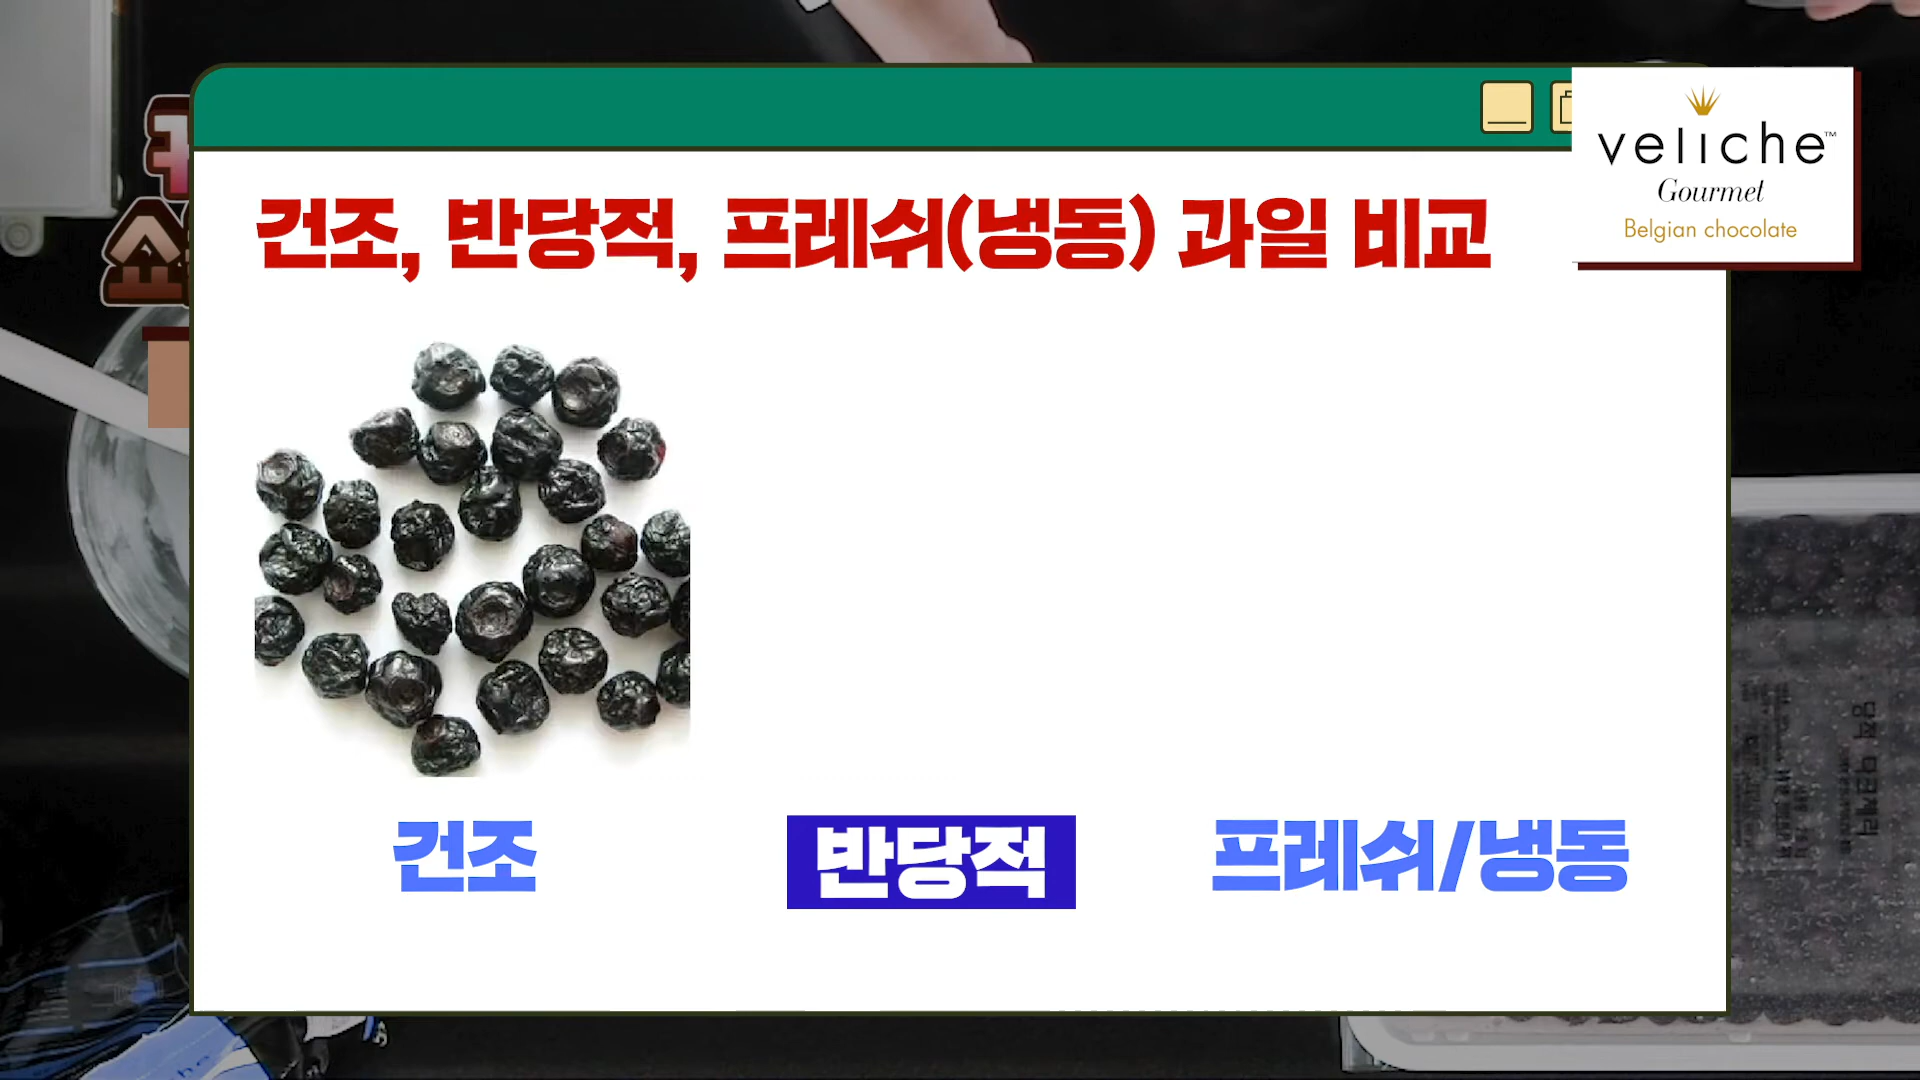 veliche™
Gourmet
Belgian chocolate
건조, 반당적, 프레쉬(냉동) 과일 비교
건조
반당적
프레쉬/냉동